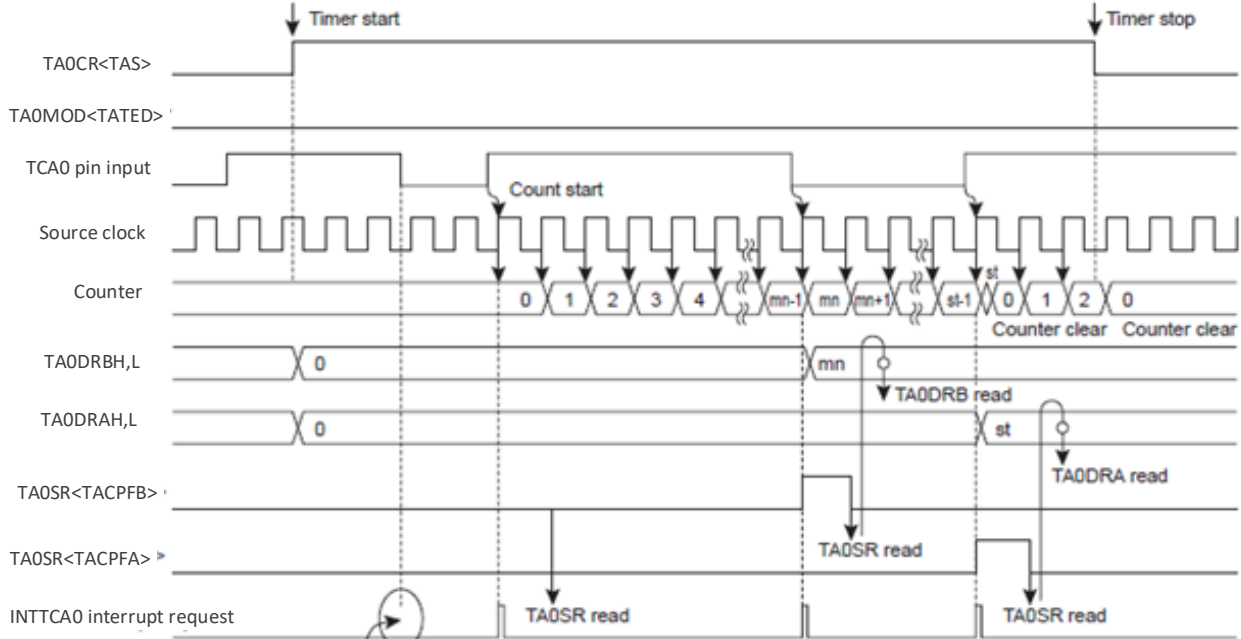 Timer start
Timer stop
TA0CR<TAS>
TA0MOD<TATED>
TCA0 pin input
Count start
Source clock
Counter
0 1 2 3 4 mn-1 mn mn+1 st-1 st 0 1 2 0
Counter clear Counter clear
TA0DRBH,L
0 mn
TA0DRB read
TA0DRAH,L
0 st
TA0DRA read
TA0SR<TACPFB>
TA0SR read
TA0SR<TACPFA>
INTTCA0 interrupt request
TA0SR read
TA0SR read